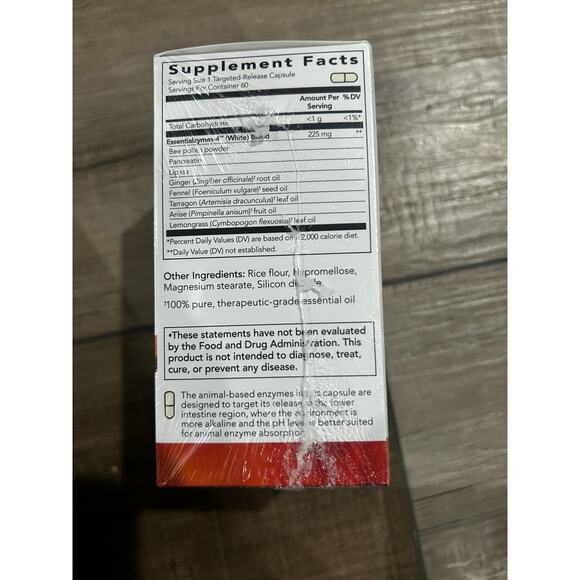 Supplement Facts
Serving Size 1 Targeted-Release Capsule
Servings Per Container 60
Amount Per %DV
Serving
Total Carbohydrate <1 g <1%*
Essentialzymes-4™ (White) Blend 225 mg **
Bee pollen powder
Pancreatin
Lipase
Ginger (Zingiber officinale)† root oil
Fennel (Foeniculum vulgare)† seed oil
Tarragon (Artemisia dracunculus)† leaf oil
Anise (Pimpinella anisum)† fruit oil
Lemongrass (Cymbopogon flexuosus)† leaf oil
*Percent Daily Values (DV) are based on a 2,000 calorie diet.
**Daily Value (DV) not established.
Other Ingredients: Rice flour, Hypromellose,
Magnesium stearate, Silicon dioxide
†100% pure, therapeutic-grade essential oil
•These statements have not been evaluated
by the Food and Drug Administration. This
product is not intended to diagnose, treat,
cure, or prevent any disease.
The animal-based enzymes in this capsule are
designed to target its release to the lower
intestine region, where the environment is
more alkaline and the pH level is better suited
for animal enzyme absorption.